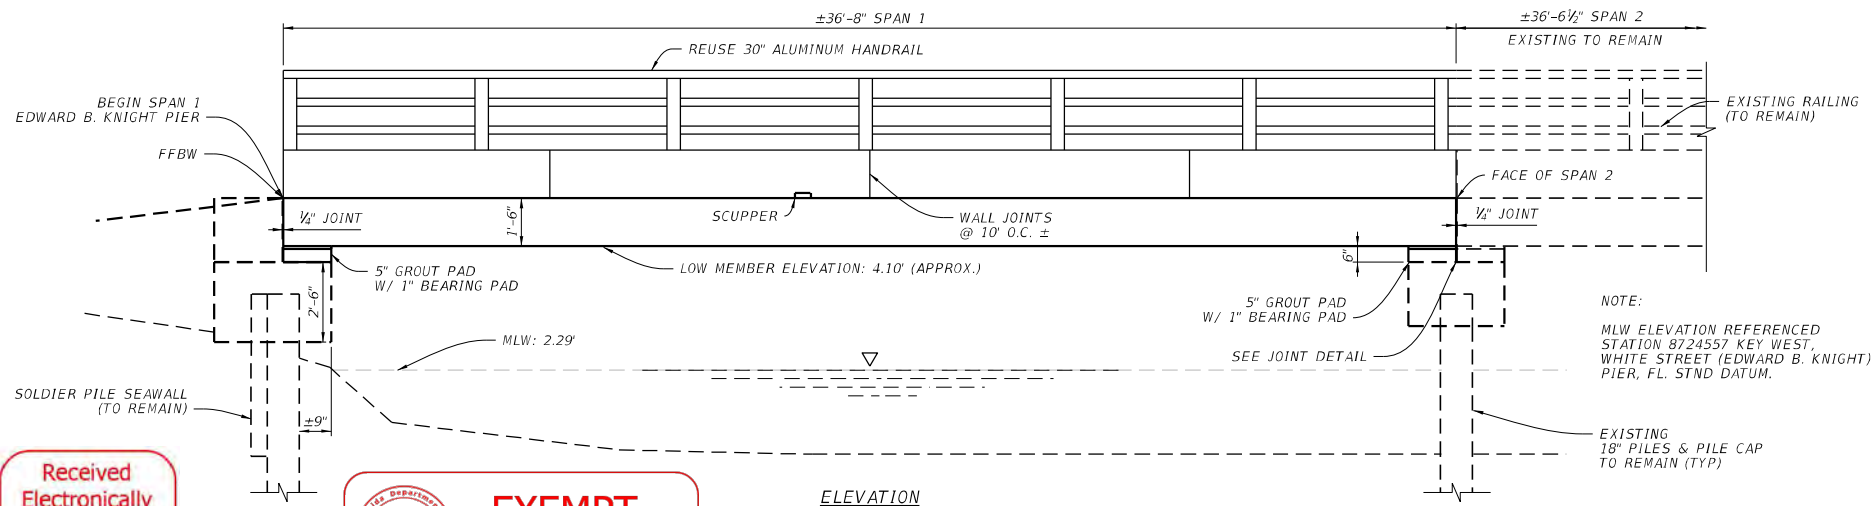 ±36'-8" SPAN 1
±36'-6½" SPAN 2
EXISTING TO REMAIN
REUSE 30" ALUMINUM HANDRAIL
BEGIN SPAN 1
EDWARD B. KNIGHT PIER
FFBW
EXISTING RAILING
(TO REMAIN)
FACE OF SPAN 2
¼" JOINT
1'-6"
SCUPPER
WALL JOINTS
@ 10' O.C. ±
¼" JOINT
5" GROUT PAD
W/ 1" BEARING PAD
LOW MEMBER ELEVATION: 4.10' (APPROX.)
6"
2'-6"
5" GROUT PAD
W/ 1" BEARING PAD
NOTE:
MLW ELEVATION REFERENCED
STATION 8724557 KEY WEST,
WHITE STREET (EDWARD B. KNIGHT)
PIER, FL. STND DATUM.
MLW: 2.29'
SEE JOINT DETAIL
SOLDIER PILE SEAWALL
(TO REMAIN)
±9"
EXISTING
18" PILES & PILE CAP
TO REMAIN (TYP)
Received
Electronically
EXEMPT
ELEVATION